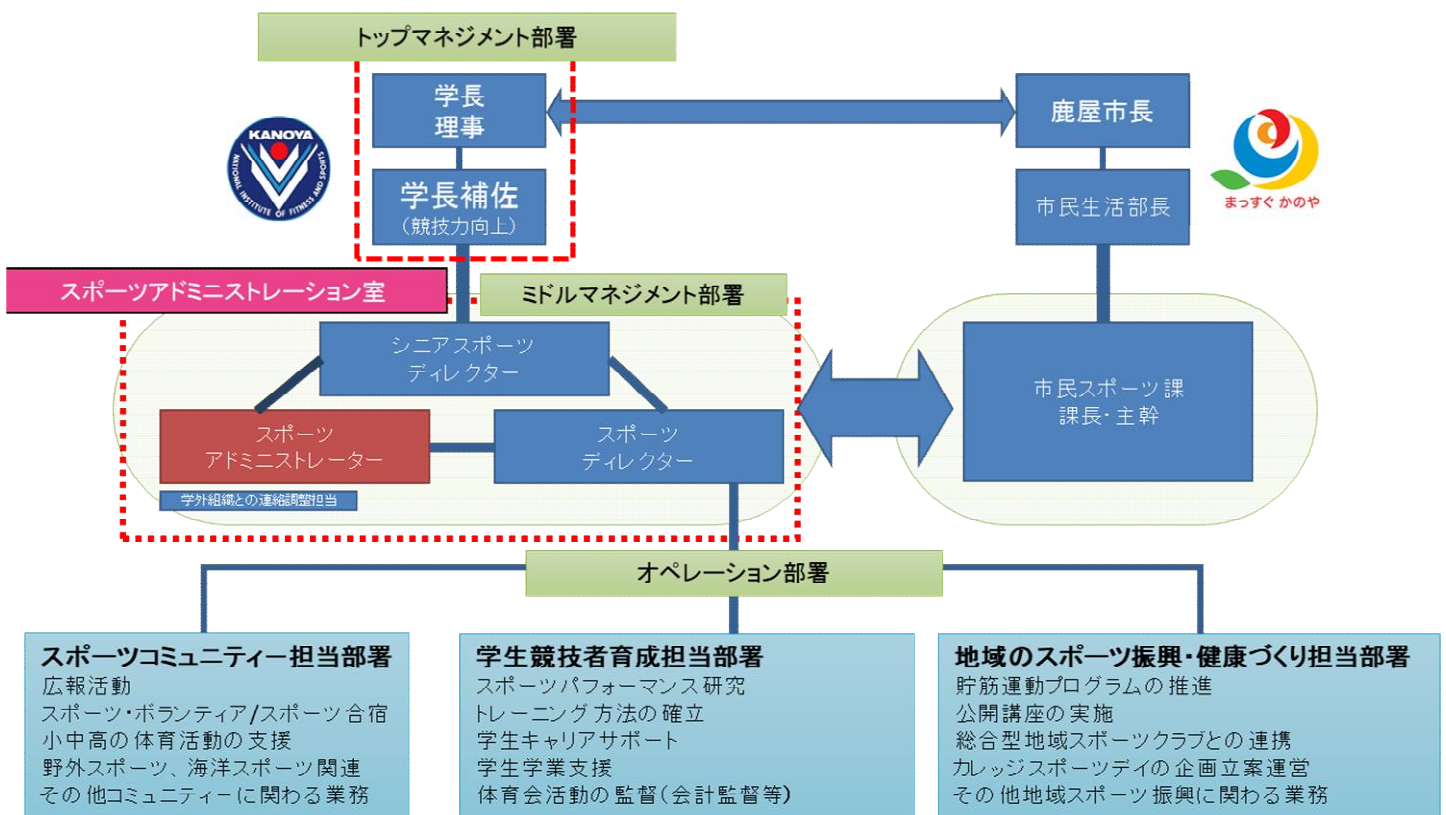 トップマネジメント部署
学長
理事
鹿屋市長
KANOYA
NATIONAL INSTITUTE OF FITNESS AND SPORTS
学長補佐
(競技力向上)
市民生活部長
まっすぐ かのや
スポーツアドミニストレーション室
ミドルマネジメント部署
シニアスポーツ
ディレクター
市民スポーツ課
課長・主幹
スポーツ
アドミニストレーター
スポーツ
ディレクター
学外組織との連絡調整担当
オペレーション部署
スポーツコミュニティー担当部署
広報活動
スポーツ・ボランティア/スポーツ合宿
小中高の体育活動の支援
野外スポーツ、海洋スポーツ関連
その他コミュニティーに関わる業務
学生競技者育成担当部署
スポーツパフォーマンス研究
トレーニング方法の確立
学生キャリアサポート
学生学業支援
体育会活動の監督(会計監督等)
地域のスポーツ振興・健康づくり担当部署
貯筋運動プログラムの推進
公開講座の実施
総合型地域スポーツクラブとの連携
カレッジスポーツデイの企画立案運営
その他地域スポーツ振興に関わる業務